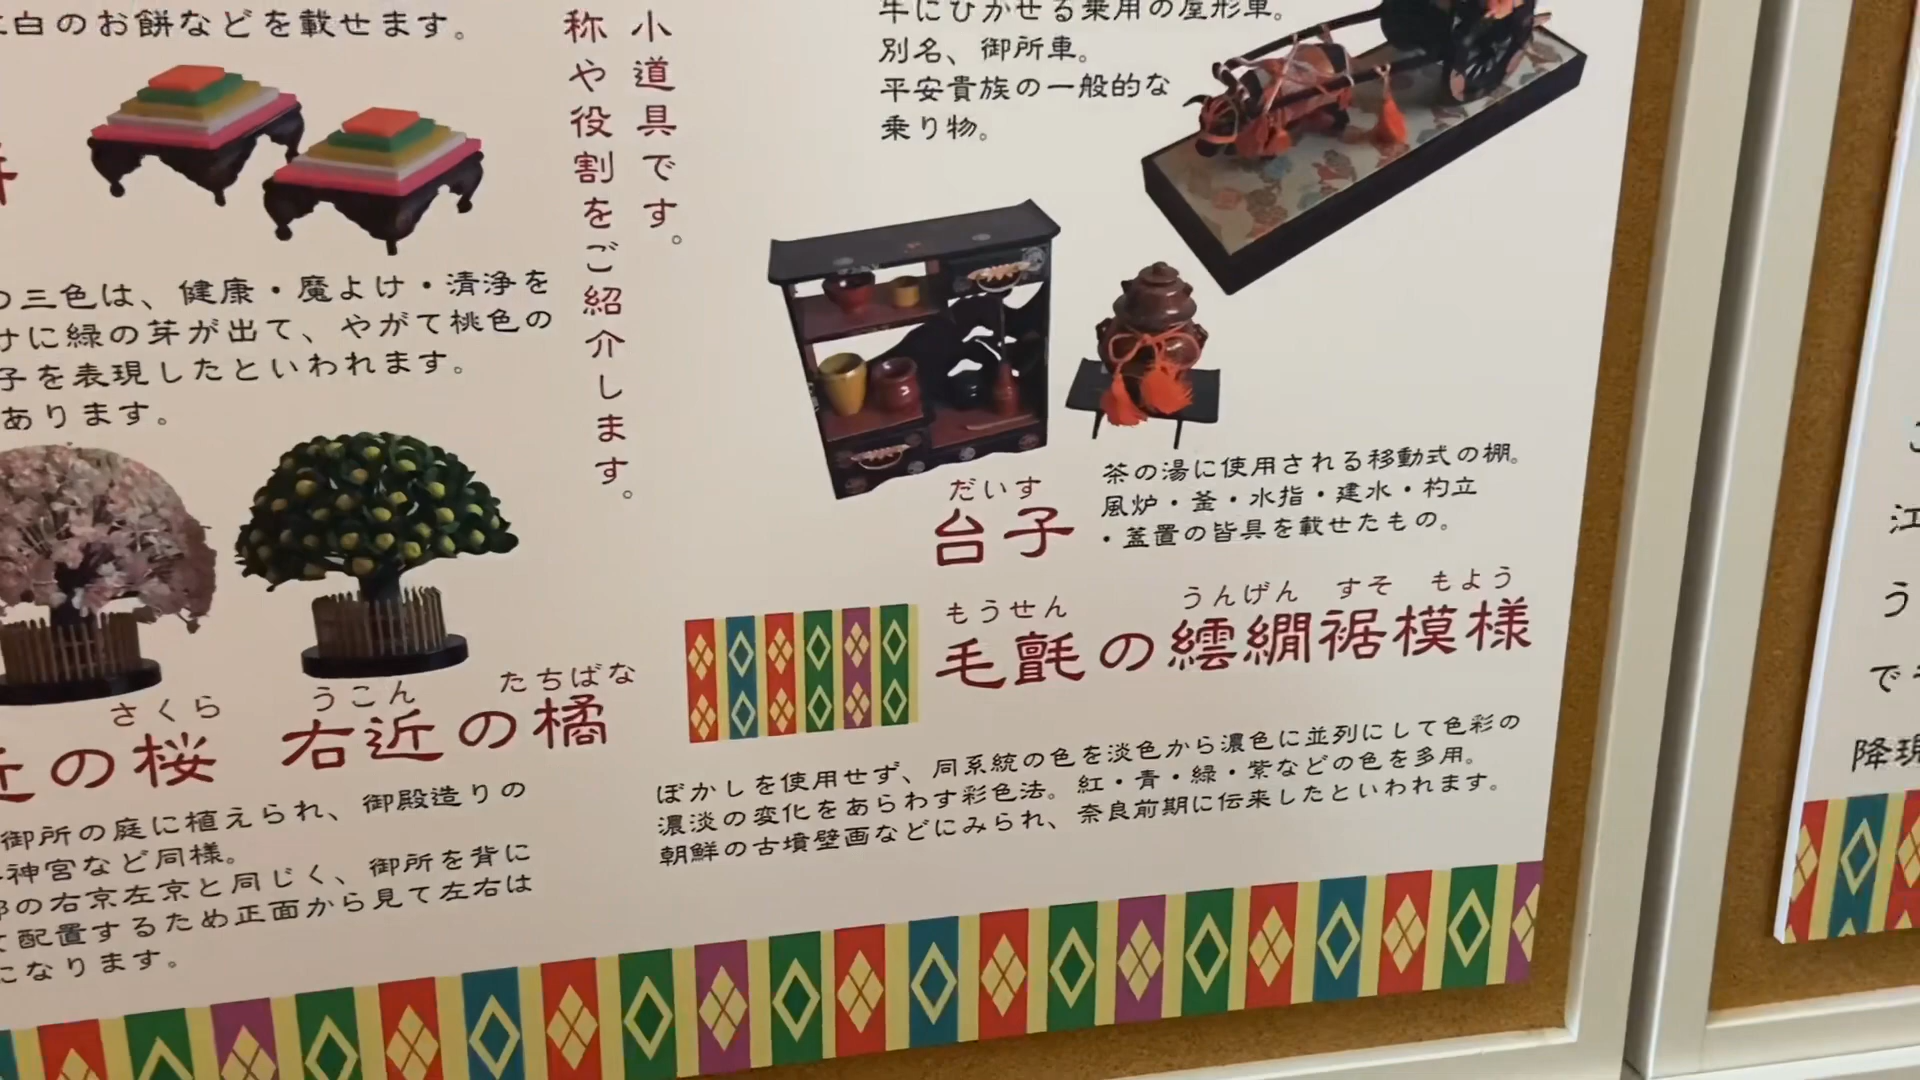 白のお餅などを載せます。
小道具です。
称や役割をご紹介します。
牛にひかせる乗用の屋形車。
別名、御所車。
平安貴族の一般的な
乗り物。
三色は、健康・魔よけ・清浄を
に緑の芽が出て、やがて桃色の
子を表現したといわれます。
あります。
だいす
台子
茶の湯に使用される移動式の棚。
風炉・釜・水指・建水・杓立
・蓋置の皆具を載せたもの。
さくら
近の桜
うこん たちばな
右近の橘
御所の庭に植えられ、御殿造りの
神宮など同様。
の右京左京と同じく、御所を背に
て配置するため正面から見て左右は
になります。
もうせん うんげん すそ もよう
毛氈の繧繝裾模様
ぼかしを使用せず、同系統の色を淡色から濃色に並列にして色彩の
濃淡の変化をあらわす彩色法。紅・青・緑・紫などの色を多用。
朝鮮の古墳壁画などにみられ、奈良前期に伝来したといわれます。
江
う
で
降現